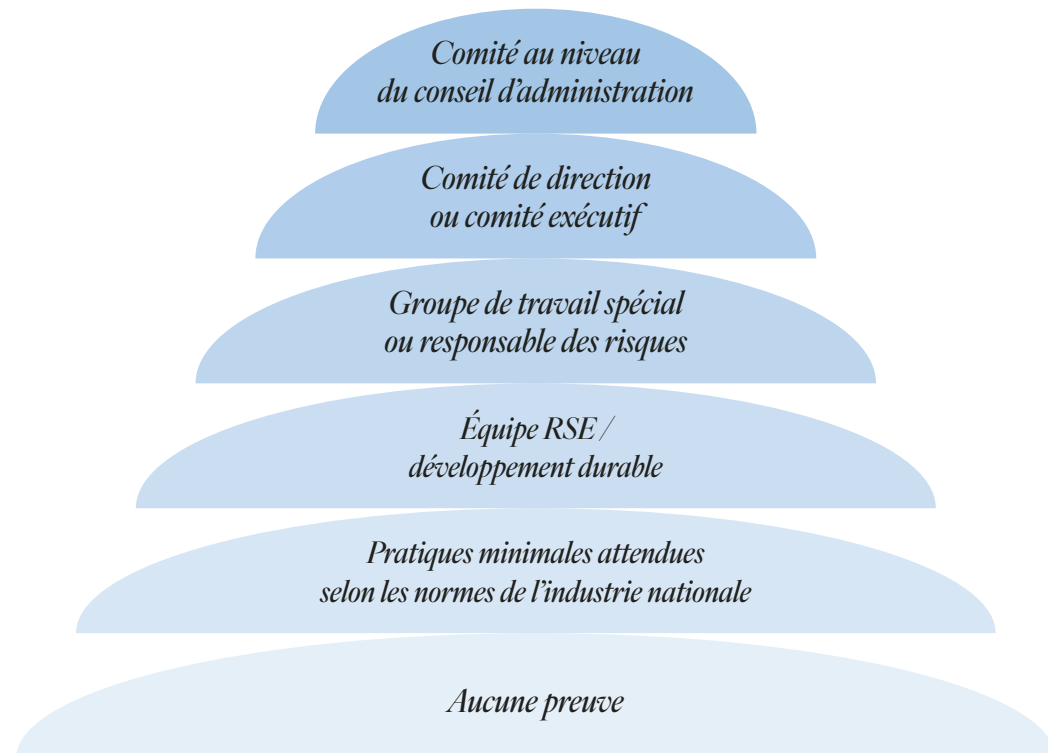 Comité au niveau
du conseil d’administration
Comité de direction
ou comité exécutif
Groupe de travail spécial
ou responsable des risques
Équipe RSE /
développement durable
Pratiques minimales attendues
selon les normes de l’industrie nationale
Aucune preuve